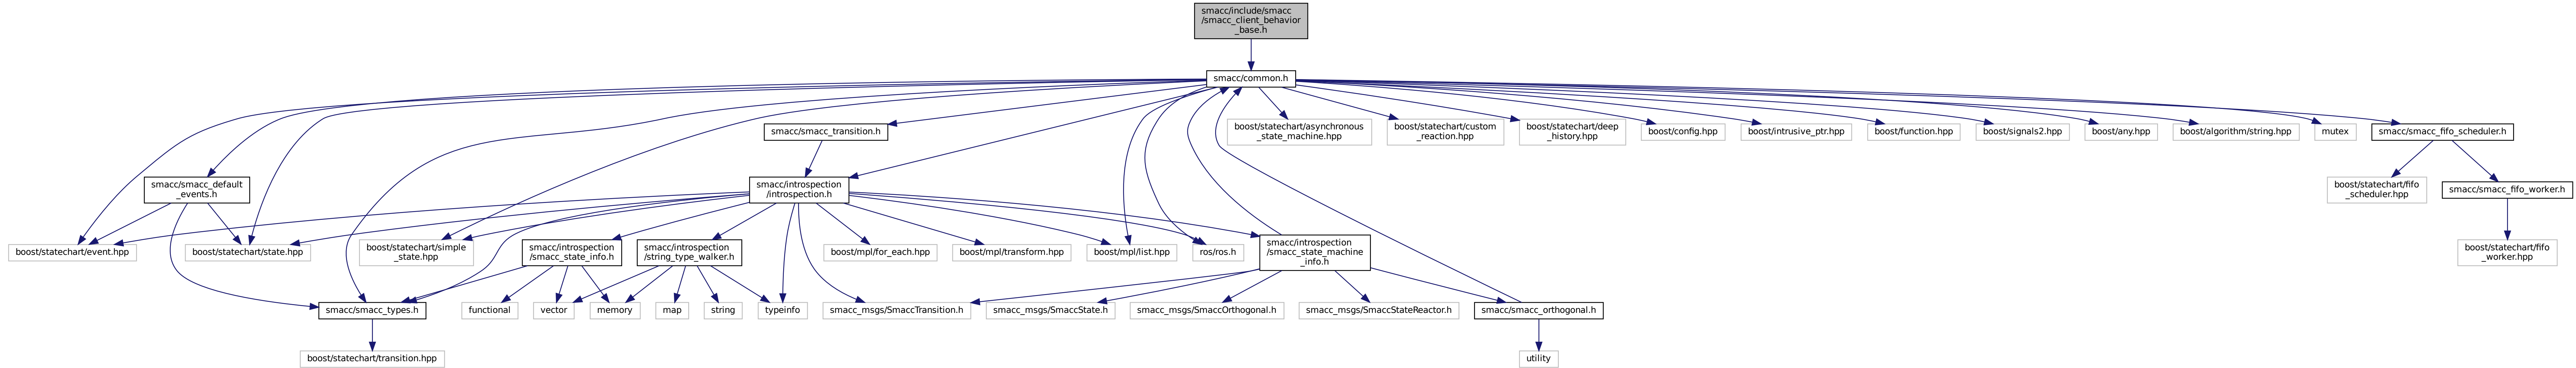 smacc/include/smacc
/smacc_client_behavior
_base.h
smacc/common.h
smacc/smacc_transition.h
boost/statechart/asynchronous
_state_machine.hpp
boost/statechart/custom
_reaction.hpp
boost/statechart/deep
_history.hpp
boost/config.hpp
boost/intrusive_ptr.hpp
boost/function.hpp
boost/signals2.hpp
boost/any.hpp
boost/algorithm/string.hpp
mutex
smacc/smacc_fifo_scheduler.h
smacc/smacc_default
_events.h
smacc/introspection
/introspection.h
boost/statechart/fifo
_scheduler.hpp
smacc/smacc_fifo_worker.h
boost/statechart/event.hpp
boost/statechart/state.hpp
boost/statechart/simple
_state.hpp
smacc/introspection
/smacc_state_info.h
smacc/introspection
/string_type_walker.h
boost/mpl/for_each.hpp
boost/mpl/transform.hpp
boost/mpl/list.hpp
ros/ros.h
smacc/introspection
/smacc_state_machine
_info.h
boost/statechart/fifo
_worker.hpp
smacc/smacc_types.h
functional
vector
memory
map
string
typeinfo
smacc_msgs/SmaccTransition.h
smacc_msgs/SmaccState.h
smacc_msgs/SmaccOrthogonal.h
smacc_msgs/SmaccStateReactor.h
smacc/smacc_orthogonal.h
boost/statechart/transition.hpp
utility